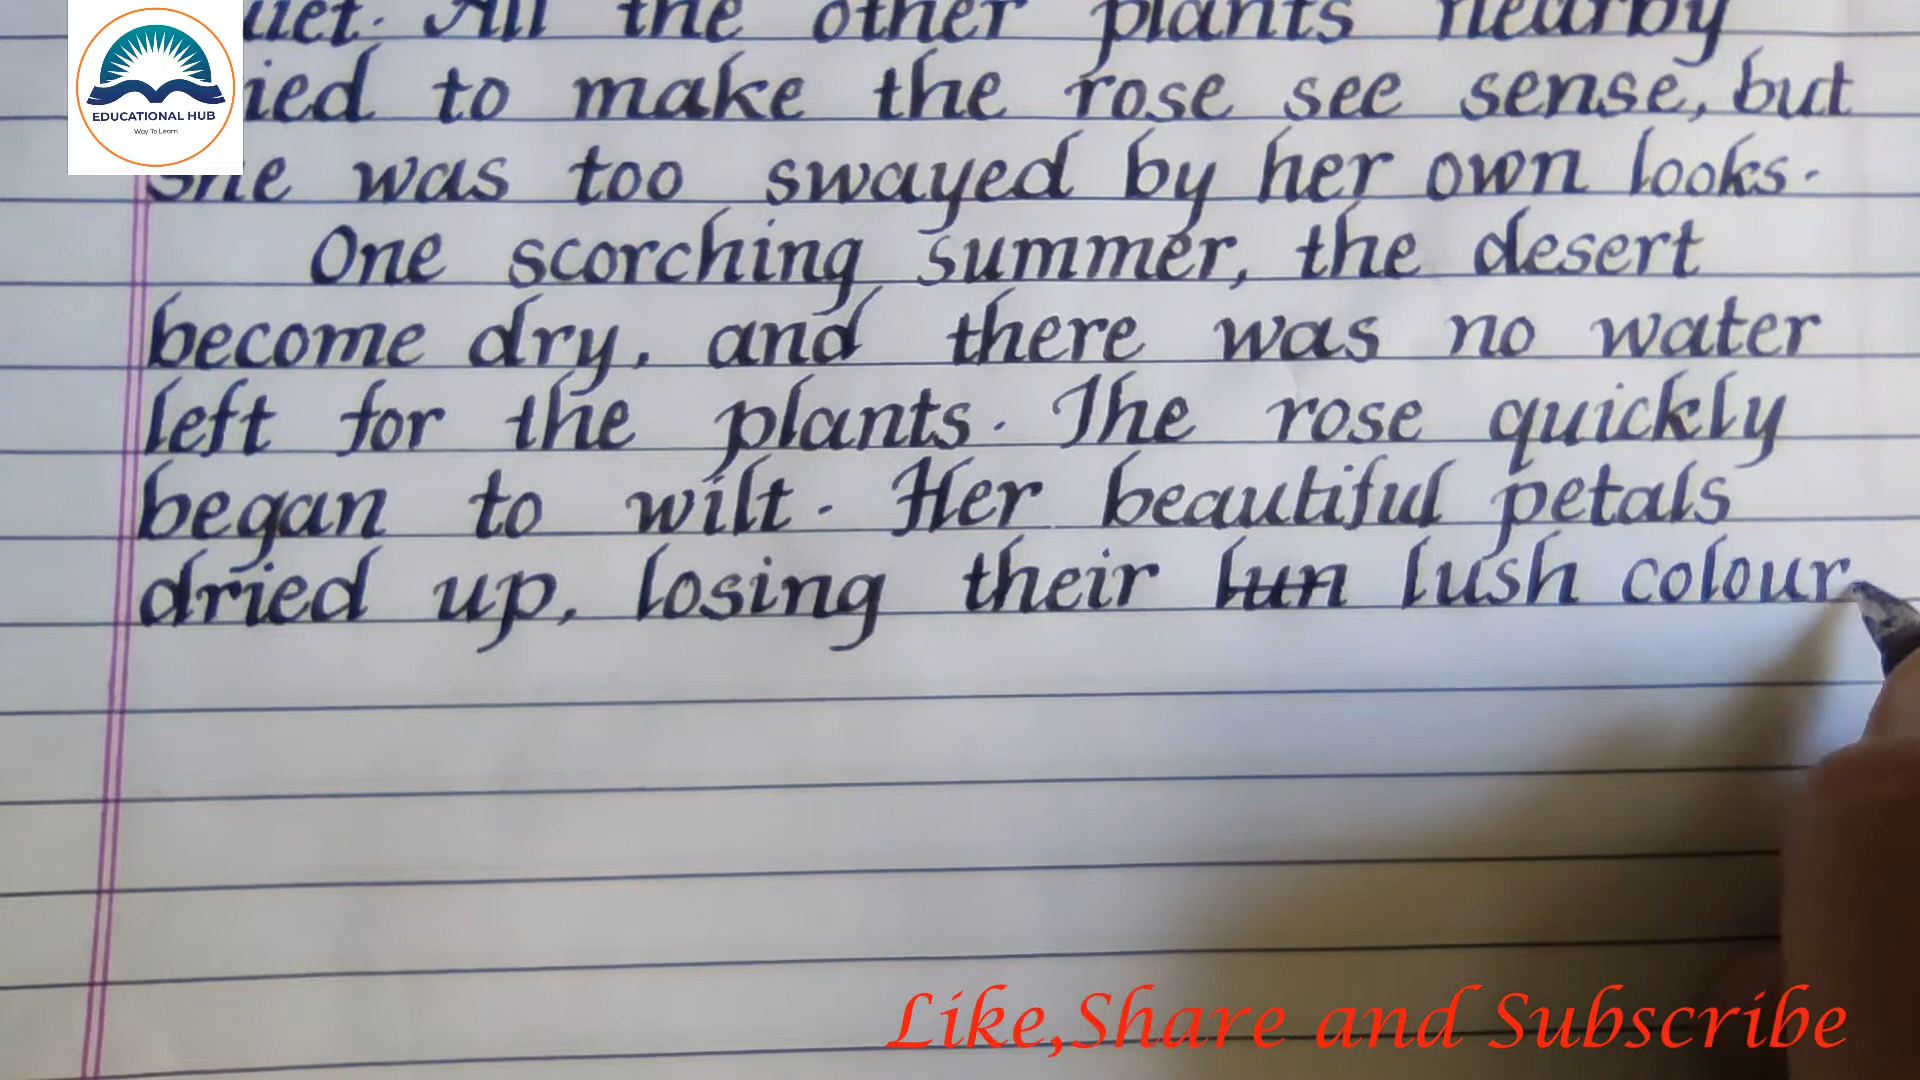 All the other plants nearby
to make the rose see sense, but
she was too swayed by her own looks.
One scorching summer, the desert
become dry, and there was no water
left for the plants. The rose quickly
began to wilt. Her beautiful petals
dried up, losing their lun lush colour
EDUCATIONAL HUB
Way To Learn
Like,Share and Subscribe